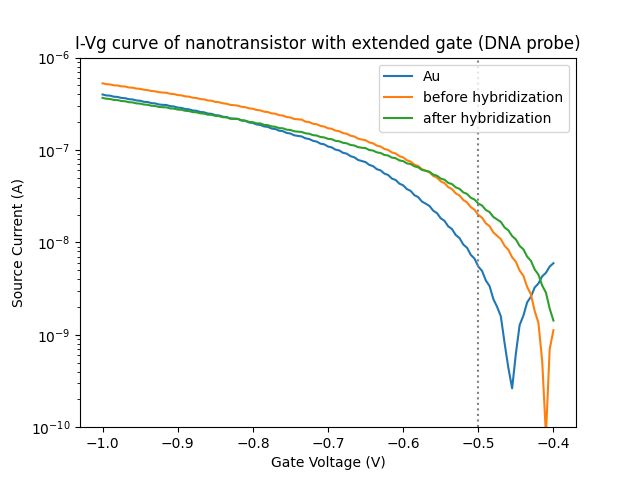 I-Vg curve of nanotransistor with extended gate (DNA probe)
Au
before hybridization
after hybridization
10⁻⁶
10⁻⁷
10⁻⁸
10⁻⁹
10⁻¹⁰
Source Current (A)
−1.0 −0.9 −0.8 −0.7 −0.6 −0.5 −0.4
Gate Voltage (V)